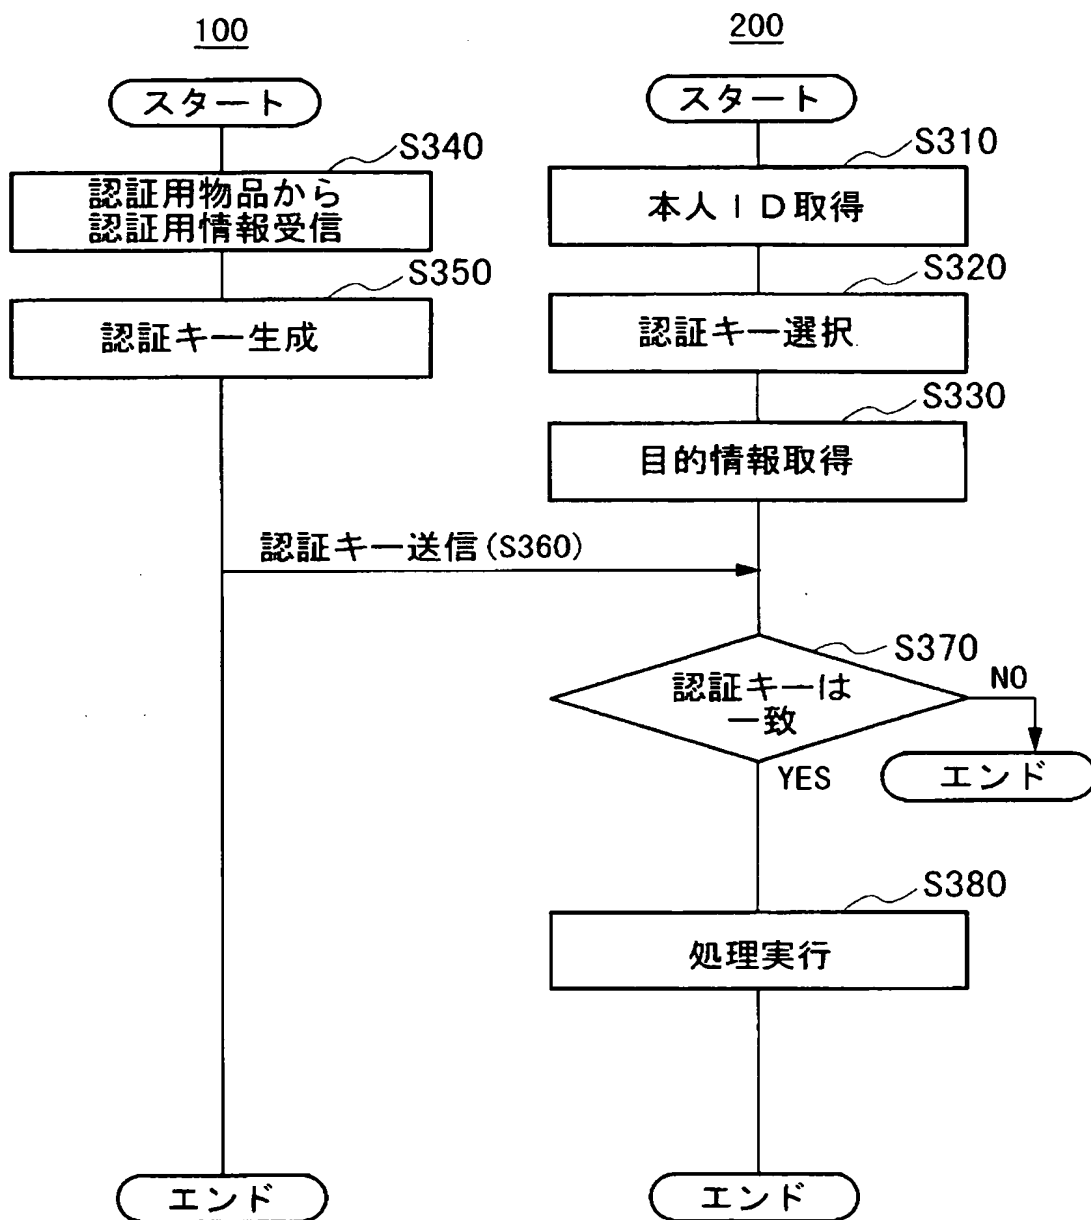 100
スタート
S340
認証用物品から
認証用情報受信
S350
認証キー生成
200
スタート
S310
本人ID取得
S320
認証キー選択
S330
目的情報取得
認証キー送信(S360)
S370
認証キーは
一致
NO
エンド
YES
S380
処理実行
エンド
エンド